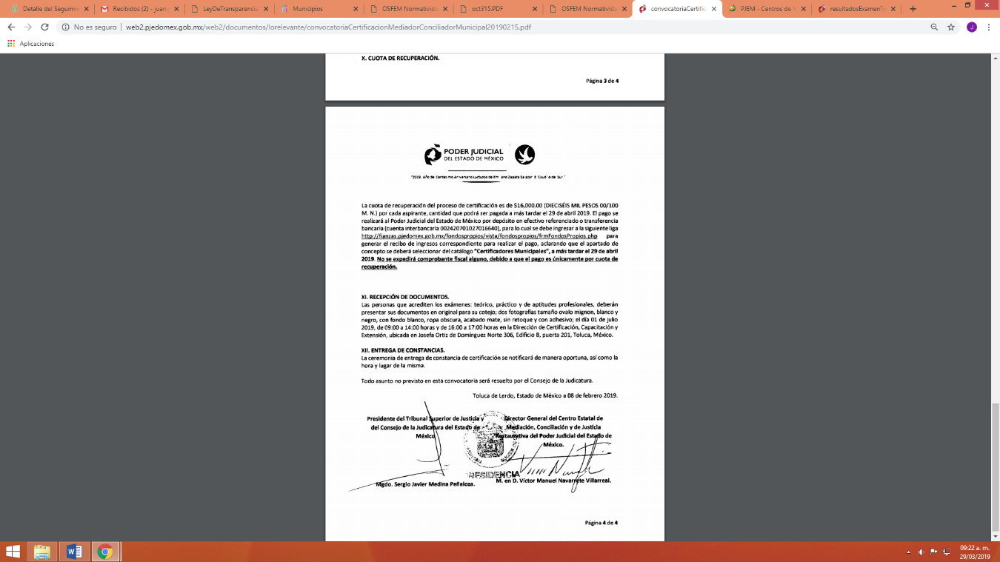 Detalle del Seguimie
Recibidos (2) - juang
LeyDeTransparencia
Municipios
OSFEM Normativida
oct315.PDF
OSFEM Normativida
convocatoriaCertific
PJEM - Centros de M
resultadosExamenTe
No es seguro
web2.pjedomex.gob.mx/web2/documentos/lorelevante/convocatoriaCertificacionMediadorConciliadorMunicipal20190215.pdf
J
Aplicaciones
X. CUOTA DE RECUPERACIÓN.
Página 3 de 4
PODER JUDICIAL
DEL ESTADO DE MÉXICO
"2019. Año del Centésimo Aniversario Luctuoso de Emiliano Zapata Salazar. El Caudillo del Sur."
La cuota de recuperación del proceso de certificación es de $16,000.00 (DIECISÉIS MIL PESOS 00/100
M. N.) por cada aspirante, cantidad que podrá ser pagada a más tardar el 29 de abril 2019. El pago se
realizará al Poder Judicial del Estado de México por depósito en efectivo referenciado o transferencia
bancaria (cuenta interbancaria 002420701027016640), para lo cual se debe ingresar a la siguiente liga
http://fianzas.pjedomex.gob.mx/fondospropios/vista/fondospropios/frmFondosPropios.php para
generar el recibo de ingresos correspondiente para realizar el pago, aclarando que el apartado de
concepto se deberá seleccionar del catálogo "Certificadores Municipales", a más tardar el 29 de abril
2019. No se expedirá comprobante fiscal alguno, debido a que el pago es únicamente por cuota de
recuperación.
XI. RECEPCIÓN DE DOCUMENTOS.
Las personas que acrediten los exámenes: teórico, práctico y de aptitudes profesionales, deberán
presentar sus documentos en original para su cotejo; dos fotografías tamaño ovalo mignon, blanco y
negro, con fondo blanco, ropa obscura, acabado mate, sin retoque y con adhesivo; el día 01 de julio
2019, de 09:00 a 14:00 horas y de 16:00 a 17:00 horas en la Dirección de Certificación, Capacitación y
Extensión, ubicada en Josefa Ortiz de Domínguez Norte 306, Edificio B, puerta 201, Toluca, México.
XII. ENTREGA DE CONSTANCIAS.
La ceremonia de entrega de constancia de certificación se notificará de manera oportuna, así como la
hora y lugar de la misma.
Todo asunto no previsto en esta convocatoria será resuelto por el Consejo de la Judicatura.
Toluca de Lerdo, Estado de México a 08 de febrero 2019.
Presidente del Tribunal Superior de Justicia y
del Consejo de la Judicatura del Estado de
México
Director General del Centro Estatal de
Mediación, Conciliación y de Justicia
Restaurativa del Poder Judicial del Estado de
México.
PRESIDENCIA
Mgdo. Sergio Javier Medina Peñaloza.
M. en D. Víctor Manuel Navarrete Villarreal.
Página 4 de 4
09:22 a. m.
29/03/2019